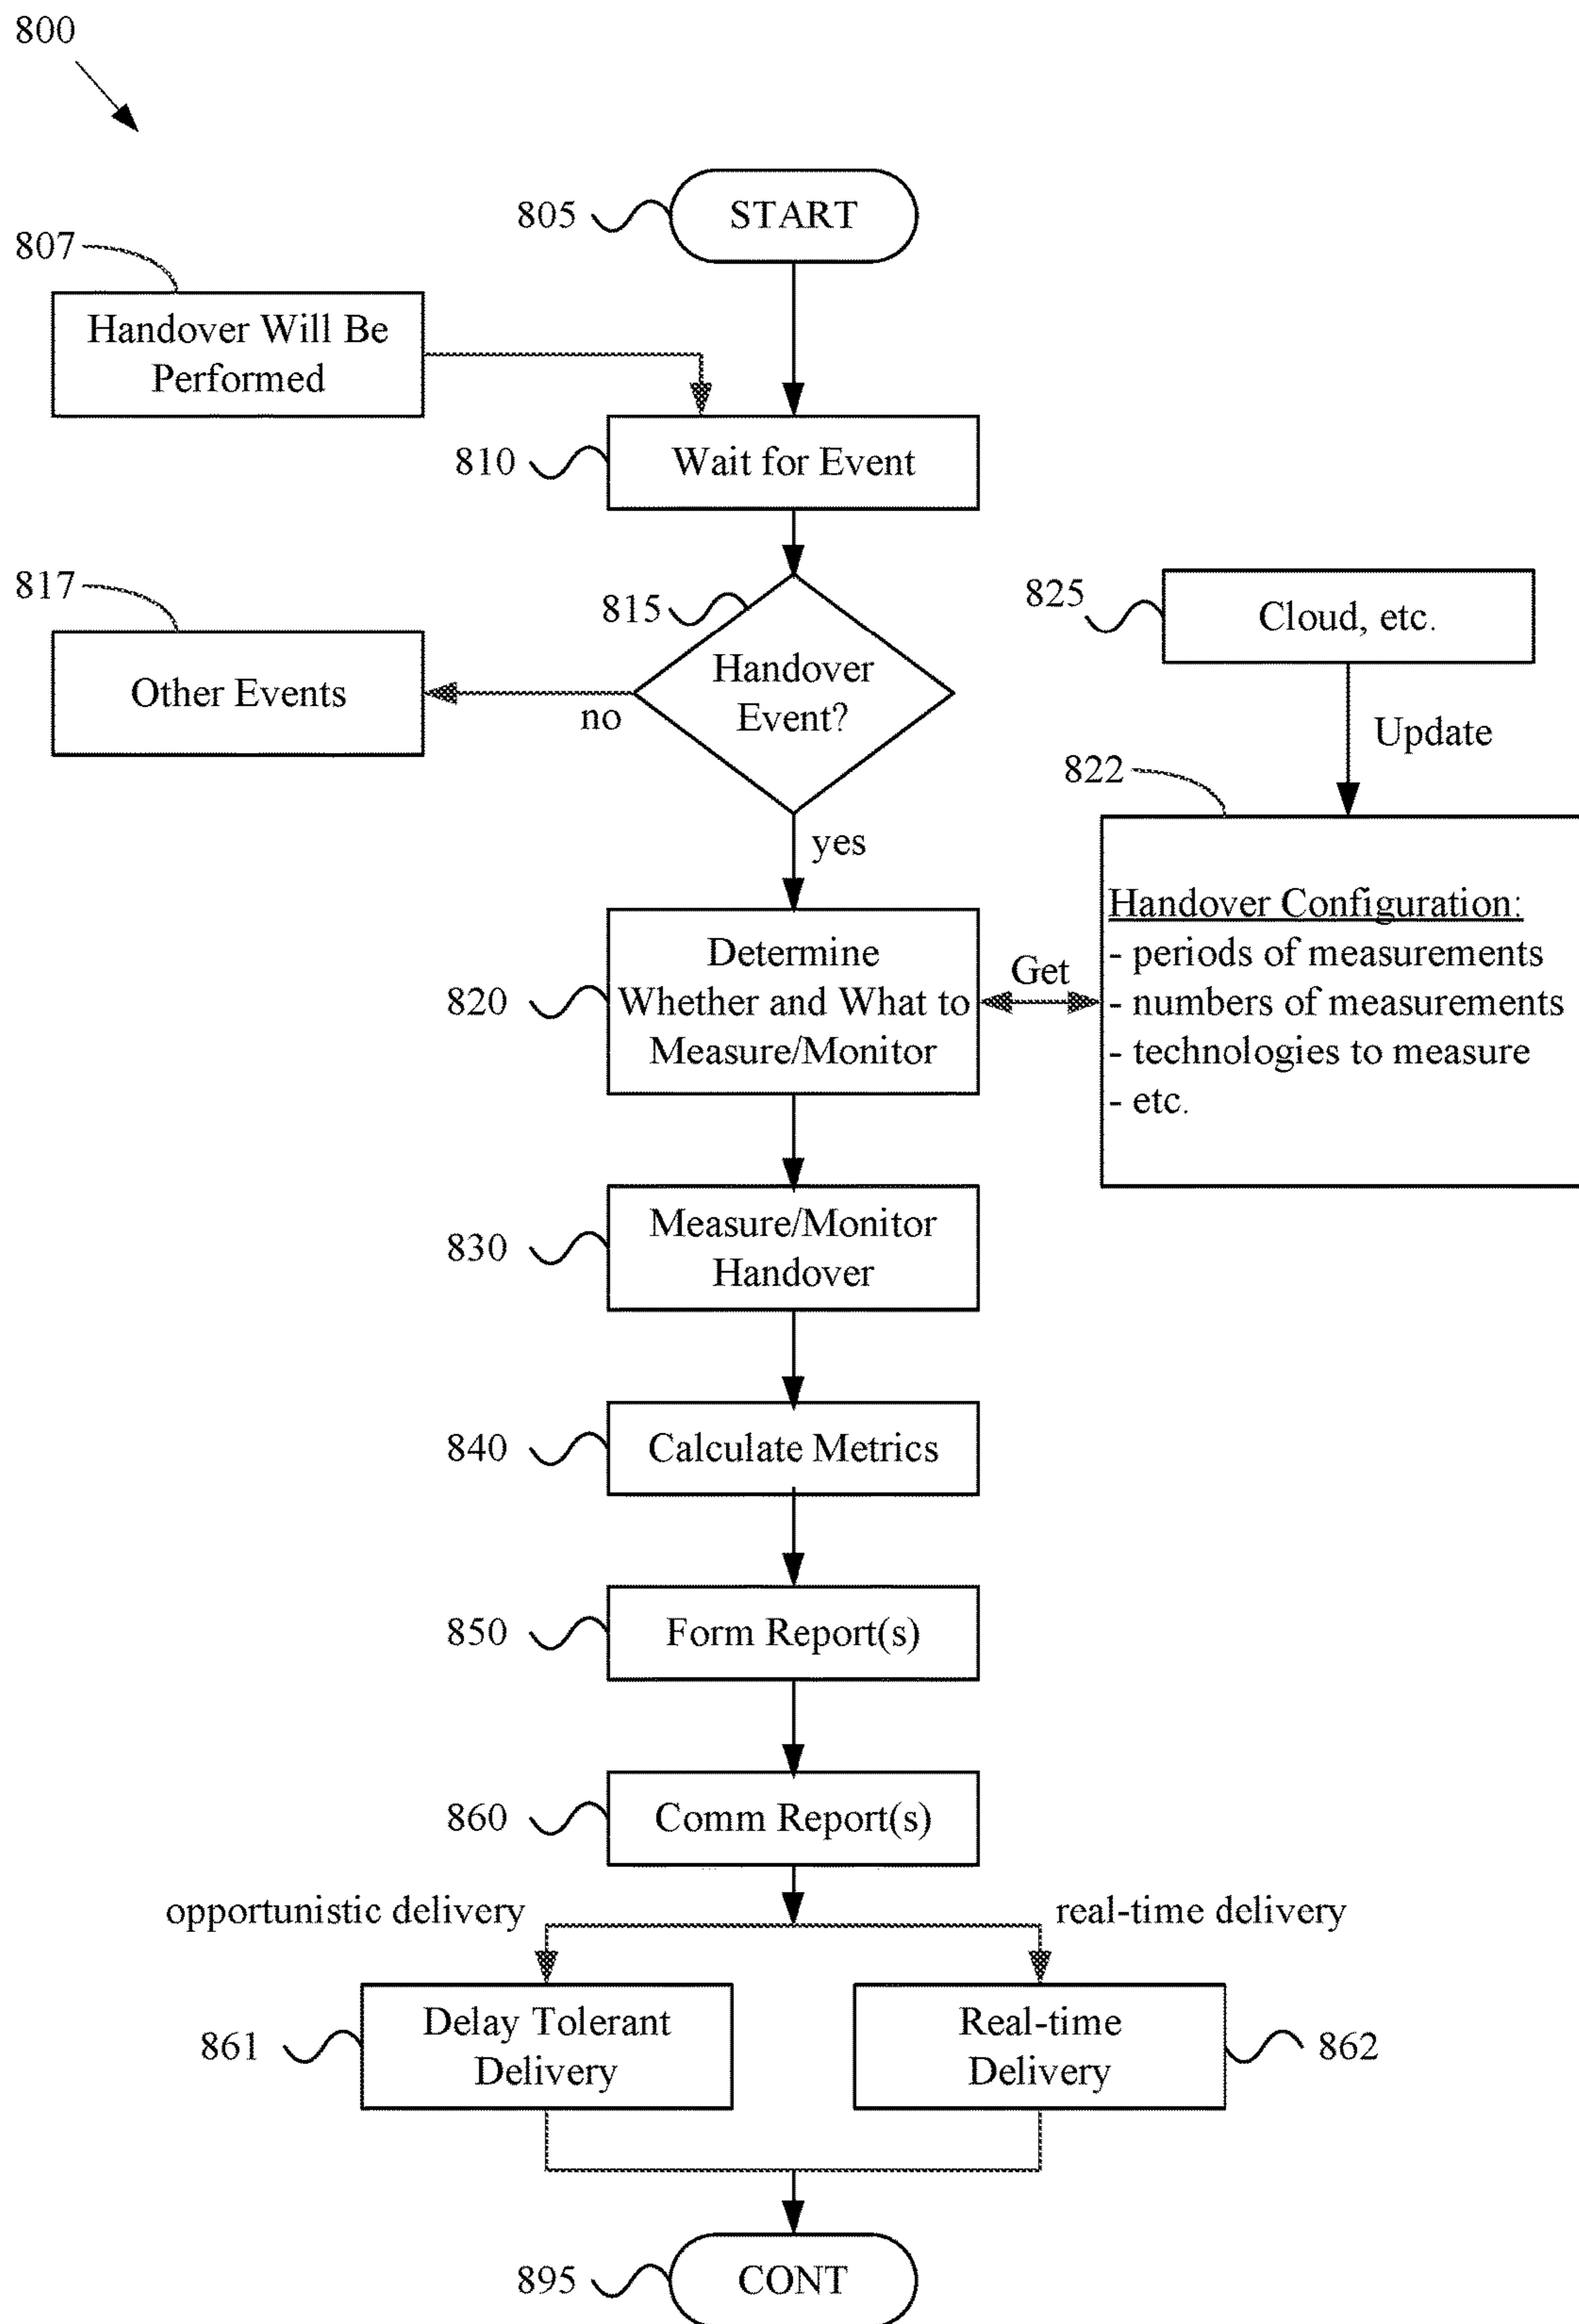 800
805
START
807
Handover Will Be
Performed
810
Wait for Event
817
Other Events
815
Handover
Event?
no
825
Cloud, etc.
Update
yes
822
Handover Configuration:
- periods of measurements
- numbers of measurements
- technologies to measure
- etc.
820
Determine
Whether and What to
Measure/Monitor
Get
830
Measure/Monitor
Handover
840
Calculate Metrics
850
Form Report(s)
860
Comm Report(s)
opportunistic delivery
real-time delivery
861
Delay Tolerant
Delivery
Real-time
Delivery
862
895
CONT